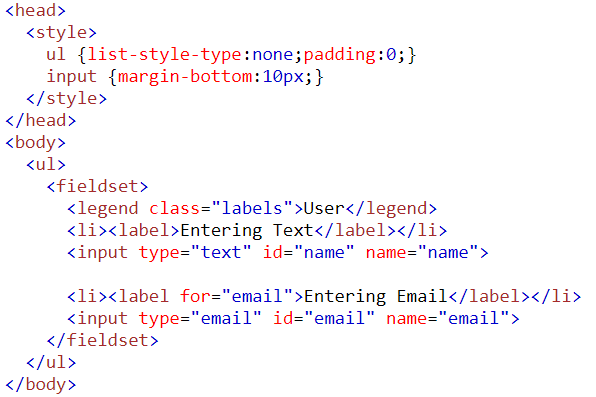 <head>
<style>
ul {list-style-type:none;padding:0;}
input {margin-bottom:10px;}
</style>
</head>
<body>
<ul>
<fieldset>
<legend class="labels">User</legend>
<li><label>Entering Text</label></li>
<input type="text" id="name" name="name">
<li><label for="email">Entering Email</label></li>
<input type="email" id="email" name="email">
</fieldset>
</ul>
</body>